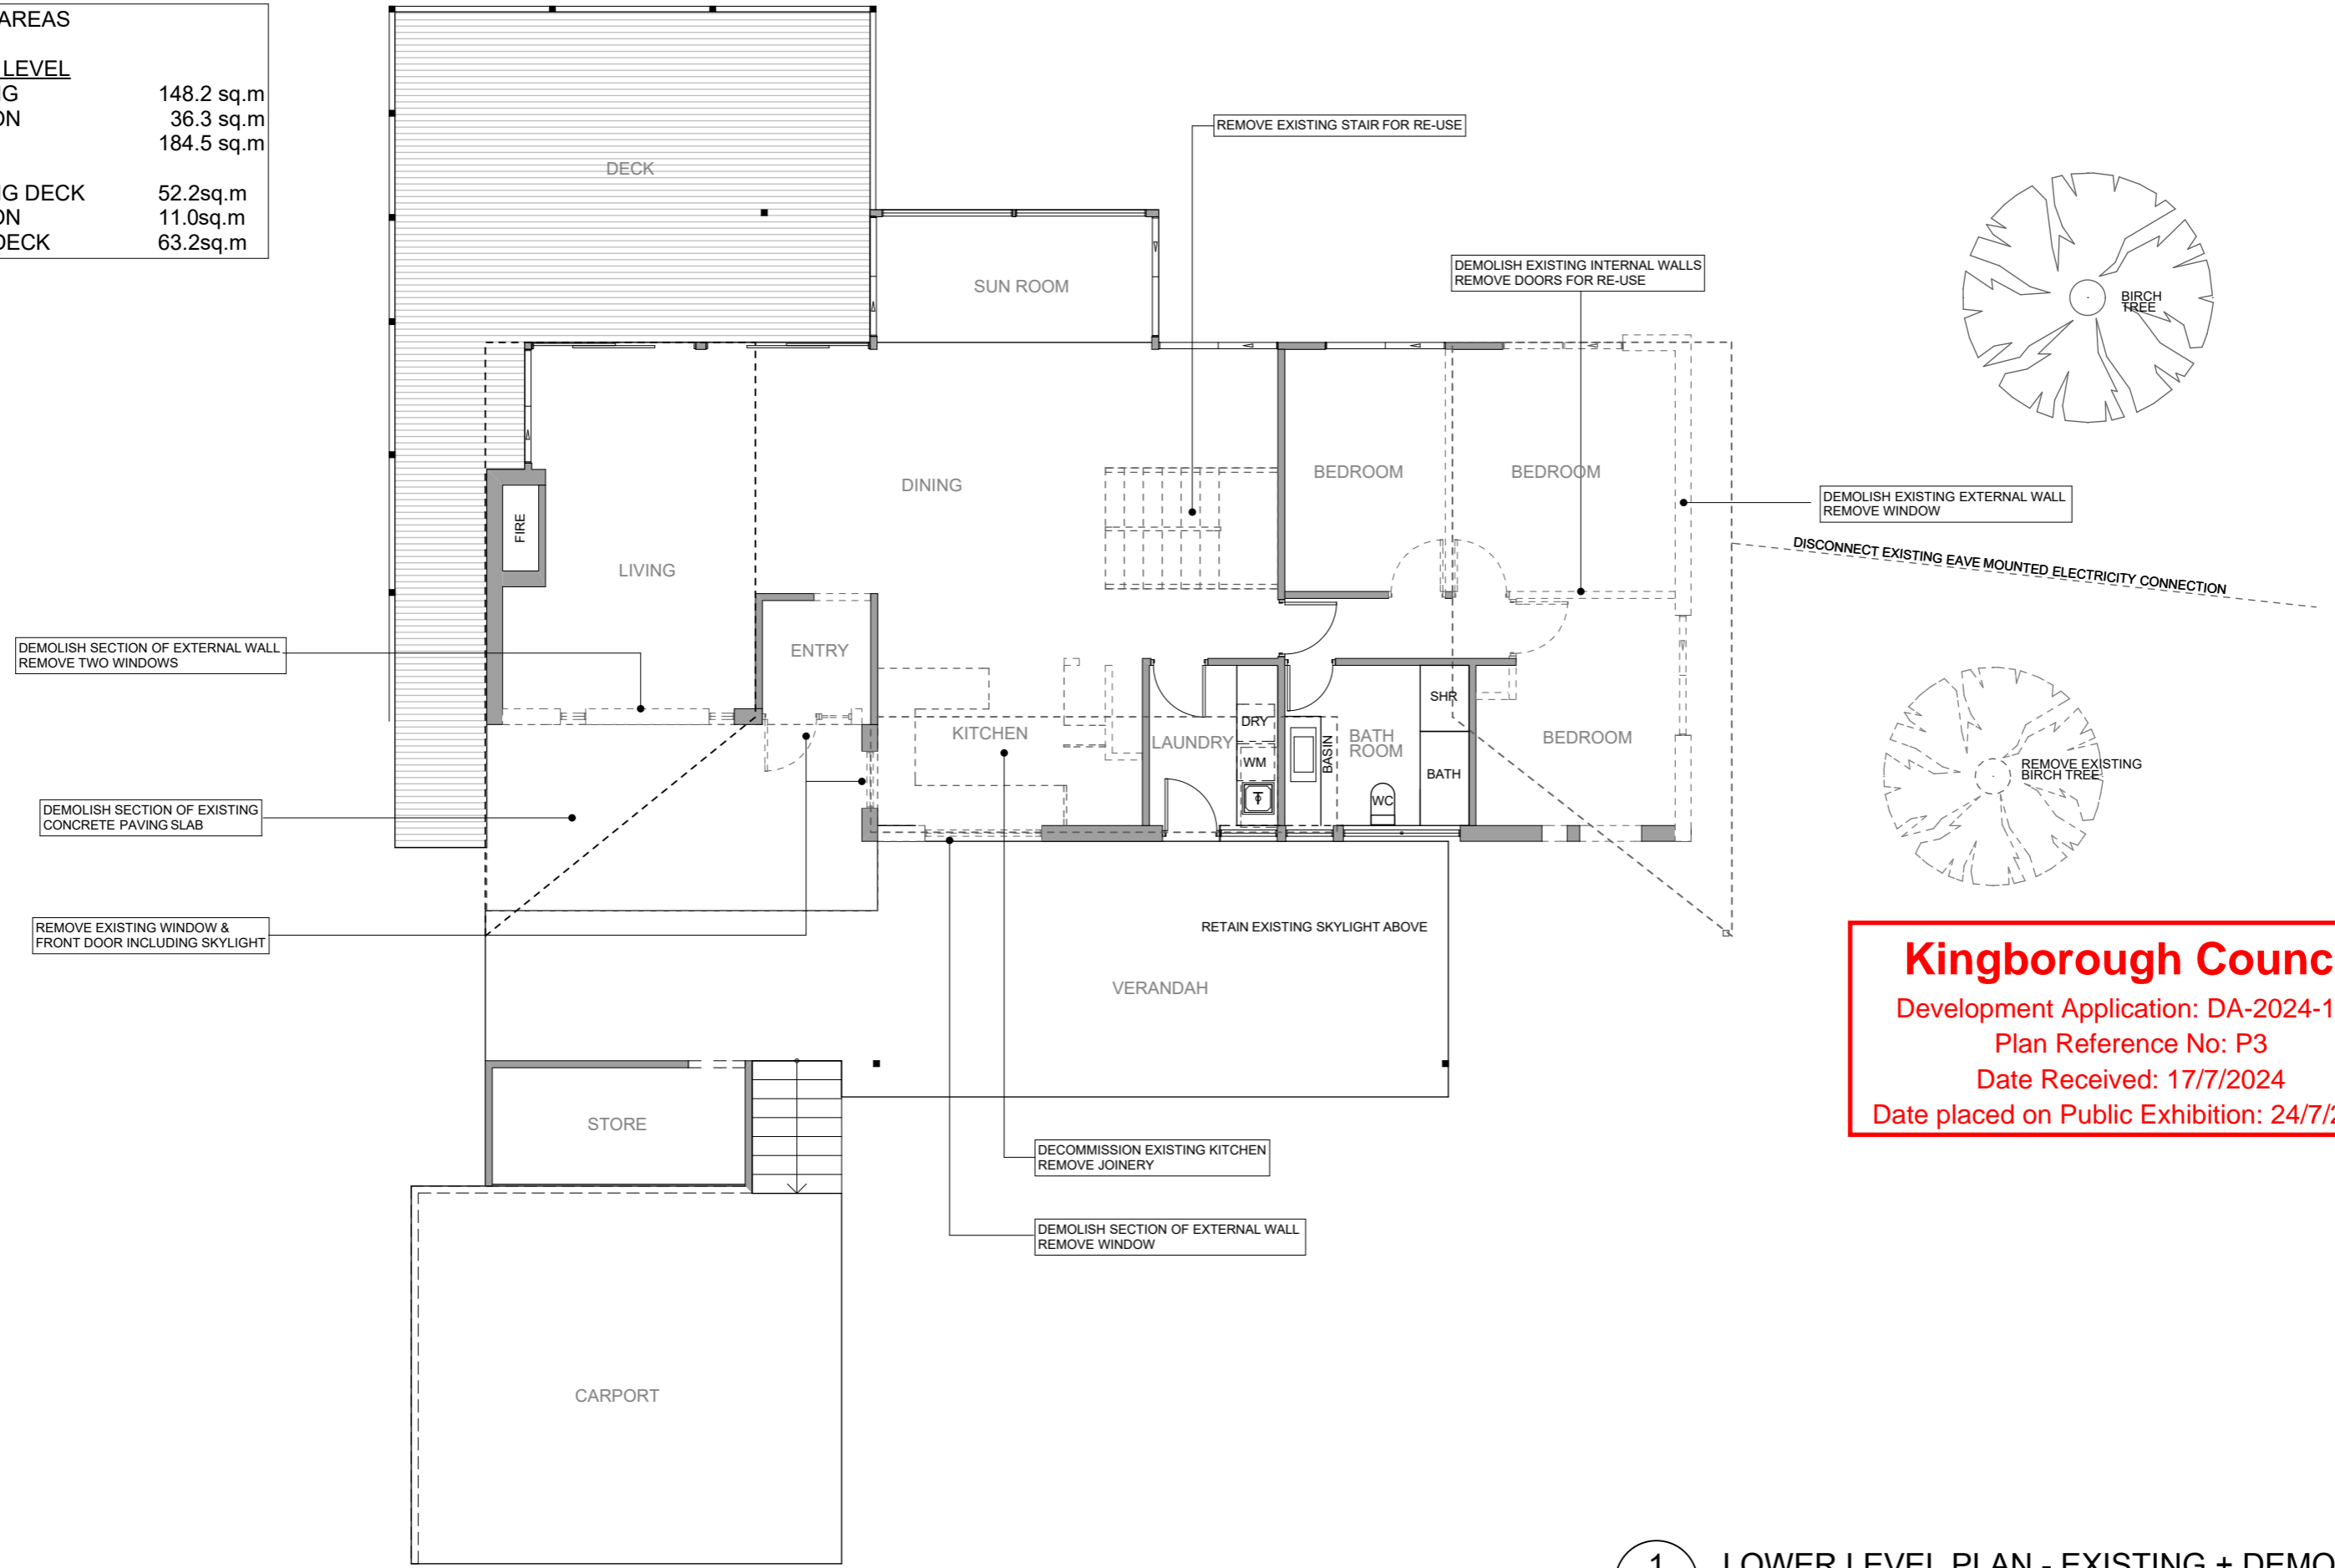 AREAS
LEVEL
148.2 sq.m
36.3 sq.m
184.5 sq.m
DECK 52.2sq.m
11.0sq.m
DECK 63.2sq.m
DECK
REMOVE EXISTING STAIR FOR RE-USE
SUN ROOM
DEMOLISH EXISTING INTERNAL WALLS
REMOVE DOORS FOR RE-USE
BIRCH
TREE
DINING
BEDROOM
BEDROOM
DEMOLISH EXISTING EXTERNAL WALL
REMOVE WINDOW
FIRE
LIVING
DISCONNECT EXISTING EAVE MOUNTED ELECTRICITY CONNECTION
DEMOLISH SECTION OF EXTERNAL WALL
REMOVE TWO WINDOWS
ENTRY
KITCHEN
LAUNDRY
DRY
WM
BASIN
BATH
ROOM
SHR
BATH
WC
BEDROOM
REMOVE EXISTING
BIRCH TREE
DEMOLISH SECTION OF EXISTING
CONCRETE PAVING SLAB
REMOVE EXISTING WINDOW &
FRONT DOOR INCLUDING SKYLIGHT
RETAIN EXISTING SKYLIGHT ABOVE
VERANDAH
Kingborough Counc
Development Application: DA-2024-1
Plan Reference No: P3
Date Received: 17/7/2024
Date placed on Public Exhibition: 24/7/2
STORE
DECOMMISSION EXISTING KITCHEN
REMOVE JOINERY
DEMOLISH SECTION OF EXTERNAL WALL
REMOVE WINDOW
CARPORT
1 LOWER LEVEL PLAN - EXISTING + DEMO